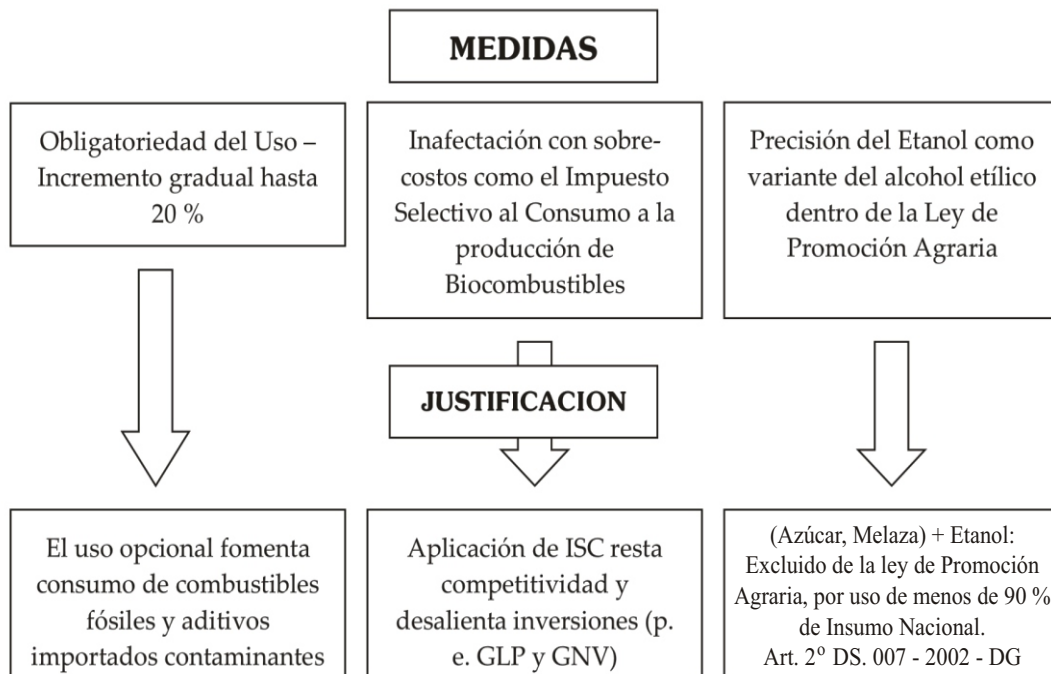 MEDIDAS
Obligatoriedad del Uso –
Incremento gradual hasta
20 %
Inafectación con sobre-
costos como el Impuesto
Selectivo al Consumo a la
producción de
Biocombustibles
Precisión del Etanol como
variante del alcohol etílico
dentro de la Ley de
Promoción Agraria
JUSTIFICACION
El uso opcional fomenta
consumo de combustibles
fósiles y aditivos
importados contaminantes
Aplicación de ISC resta
competitividad y
desalienta inversiones (p.
e. GLP y GNV)
(Azúcar, Melaza) + Etanol:
Excluido de la ley de Promoción
Agraria, por uso de menos de 90 %
de Insumo Nacional.
Art. 2º DS. 007 - 2002 - DG